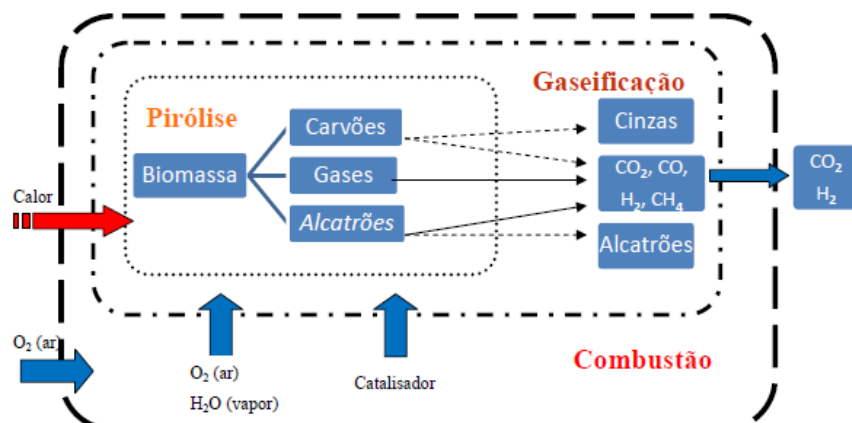 Gaseificação
Pirólise
Carvões
Cinzas
Biomassa
Gases
CO₂, CO,
H₂, CH₄
CO₂
H₂
Calor
Alcatrões
Alcatrões
O₂ (ar)
Combustão
O₂ (ar)
H₂O (vapor)
Catalisador